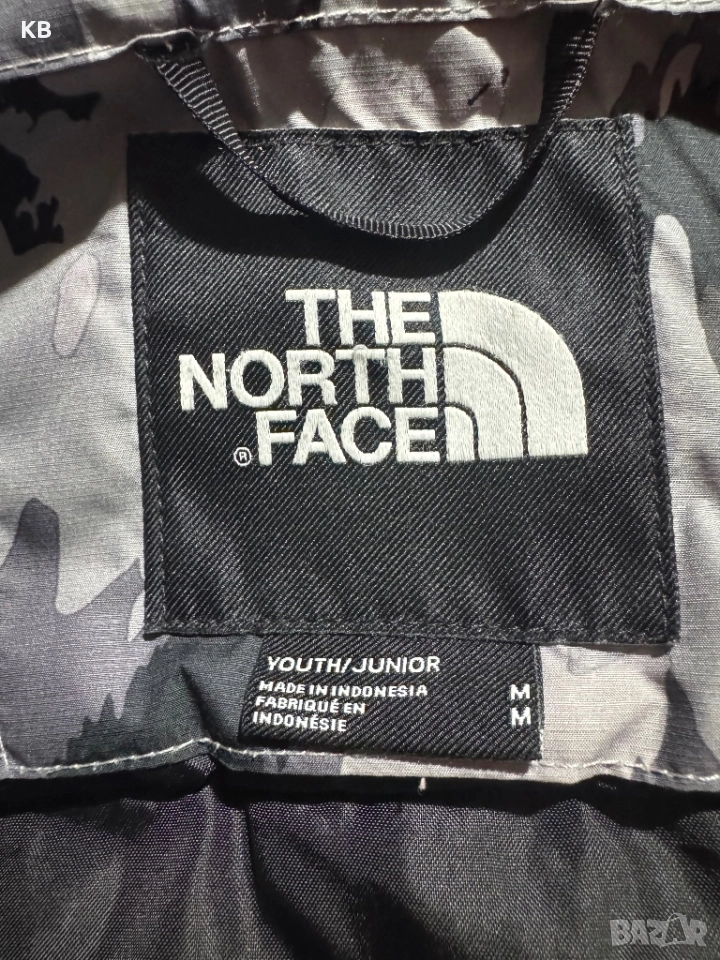 KB
THE
NORTH
FACE
®
YOUTH/JUNIOR
MADE IN INDONESIA M
FABRIQUÉ EN M
INDONÉSIE
BAZAR